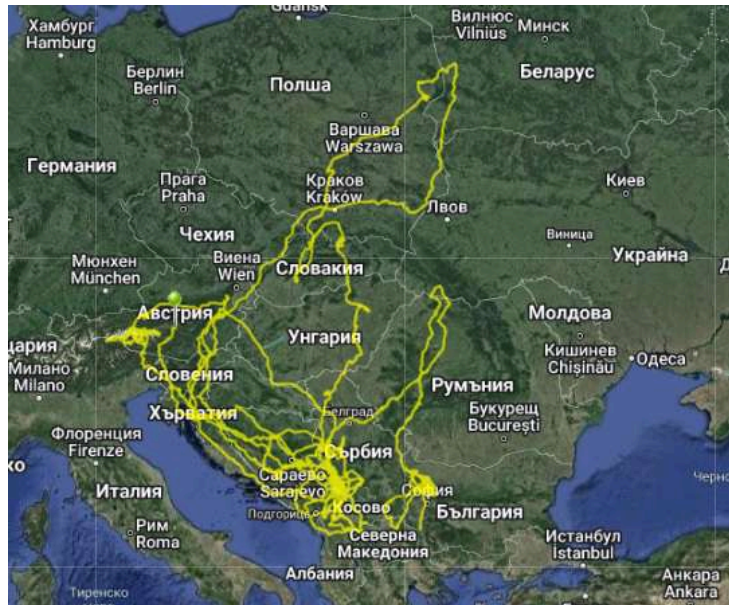 Gdańsk
Хамбург
Hamburg
Вилнюс
Vilnius
Минск
Берлин
Berlin
Полша
Беларус
Варшава
Warszawa
Германия
Прага
Praha
Краков
Kraków
Киев
Лвов
Чехия
Виница
Мюнхен
München
Виена
Wien
Словакия
Украйна
Австрия
Молдова
Унгария
цария
Кишинев
Chișinău
Одеса
Милано
Milano
Словения
Румъния
Хърватия
Белград
Букурещ
București
Флоренция
Firenze
Сърбия
Сараево
Sarajevo
София
Италия
Косово
България
Подгорица
Рим
Roma
Северна
Македония
Истанбул
İstanbul
Албания
Анкара
Ankara
Тиренско